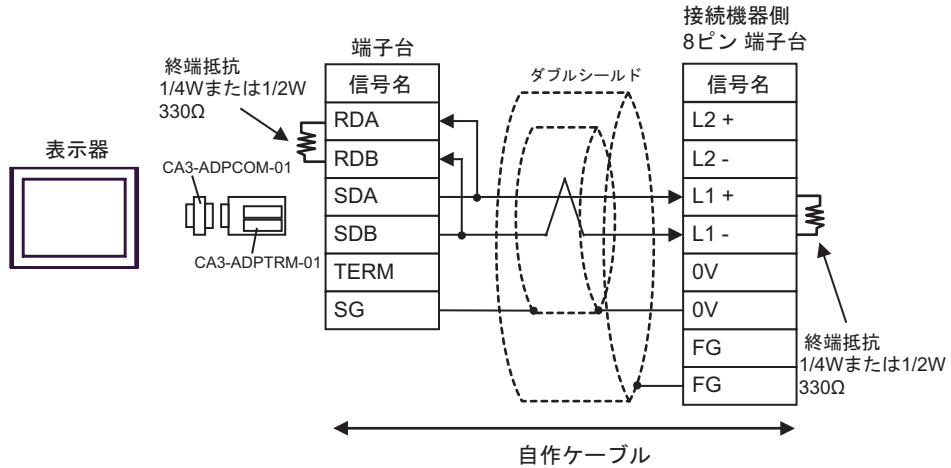 接続機器側
8ピン 端子台
端子台
終端抵抗
1/4Wまたは1/2W
330Ω
ダブルシールド
信号名
信号名
RDA
L2 +
表示器
RDB
L2 -
CA3-ADPCOM-01
SDA
L1 +
SDB
L1 -
CA3-ADPTRM-01
TERM
0V
SG
0V
FG
終端抵抗
1/4Wまたは1/2W
330Ω
FG
自作ケーブル